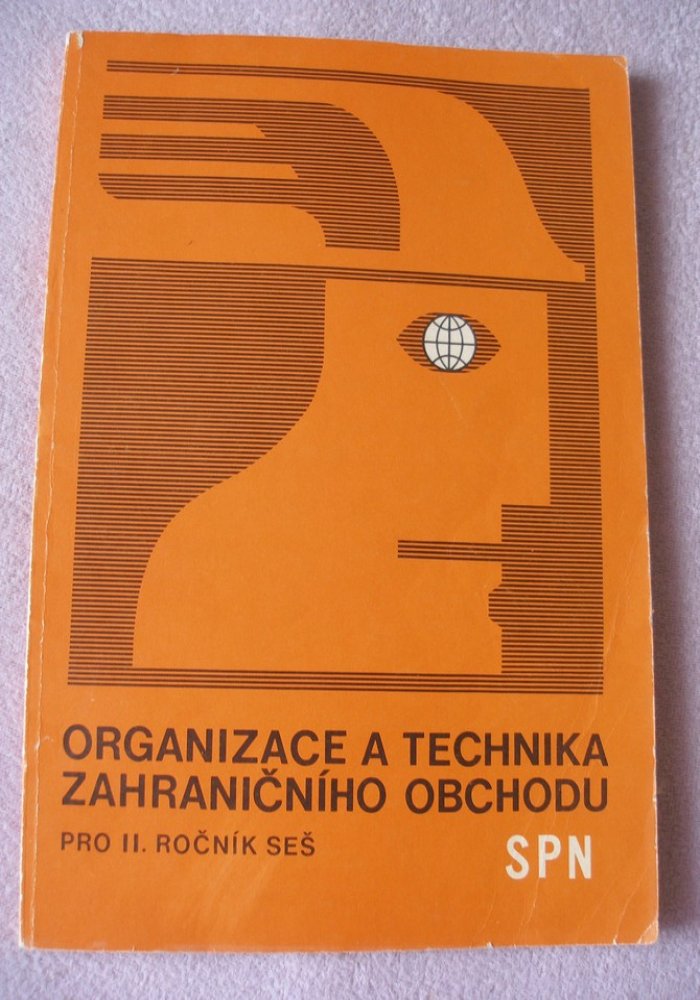 ORGANIZACE A TECHNIKA
ZAHRANIČNÍHO OBCHODU
PRO II. ROČNÍK SEŠ
SPN